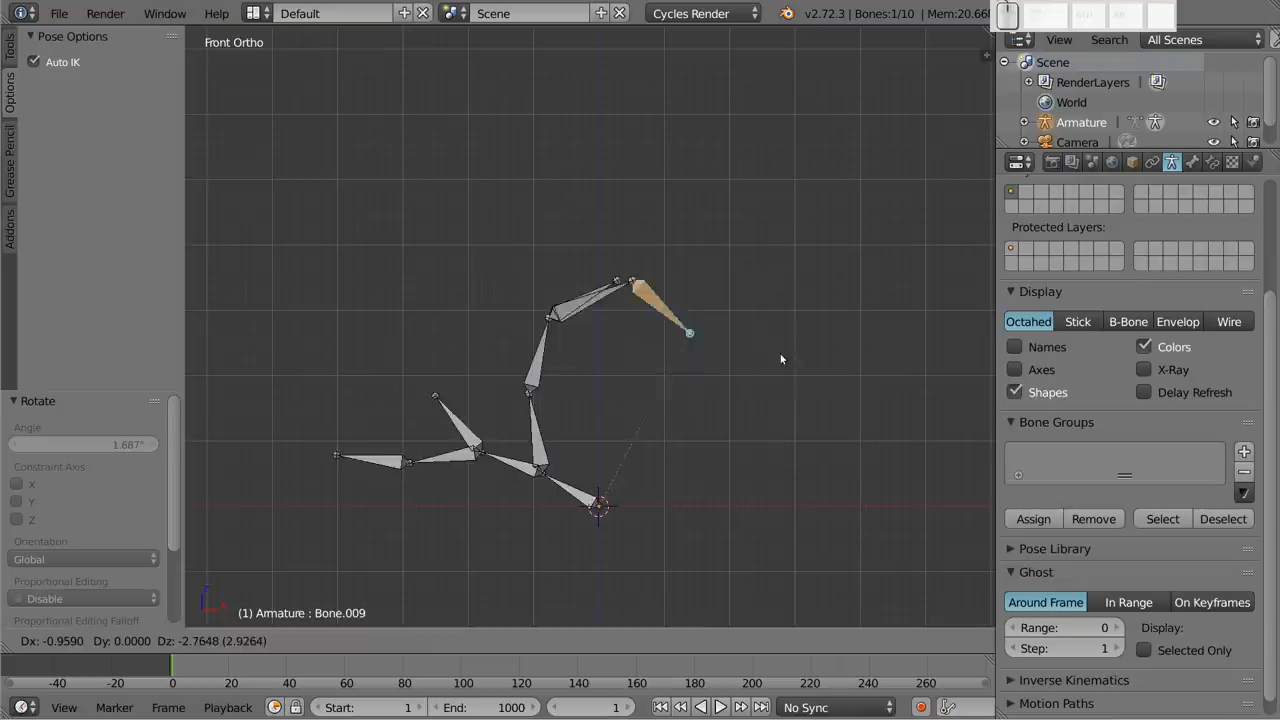 File Render Window Help Default Scene Cycles Render v2.72.3 | Bones:1/10 | Mem:20.66
Pose Options
Auto IK
Tools
Options
Grease Pencil
Addons
Front Ortho
View Search All Scenes
Scene
RenderLayers
World
Armature
Camera
Protected Layers:
Display
Octahed Stick B-Bone Envelop Wire
Names Colors
Axes X-Ray
Shapes Delay Refresh
Bone Groups
Assign Remove Select Deselect
Pose Library
Ghost
Around Frame In Range On Keyframes
Range: 0 Display:
Step: 1 Selected Only
Inverse Kinematics
Motion Paths
Rotate
Angle
1.687°
Constraint Axis
X
Y
Z
Orientation
Global
Proportional Editing
Disable
Proportional Editing Falloff
(1) Armature : Bone.009
Dx: -0.9590 Dy: 0.0000 Dz: -2.7648 (2.9264)
-40 -20 0 20 40 60 80 100 120 140 160 180 200 220 240 260
View Marker Frame Playback Start: 1 End: 1000 1 No Sync